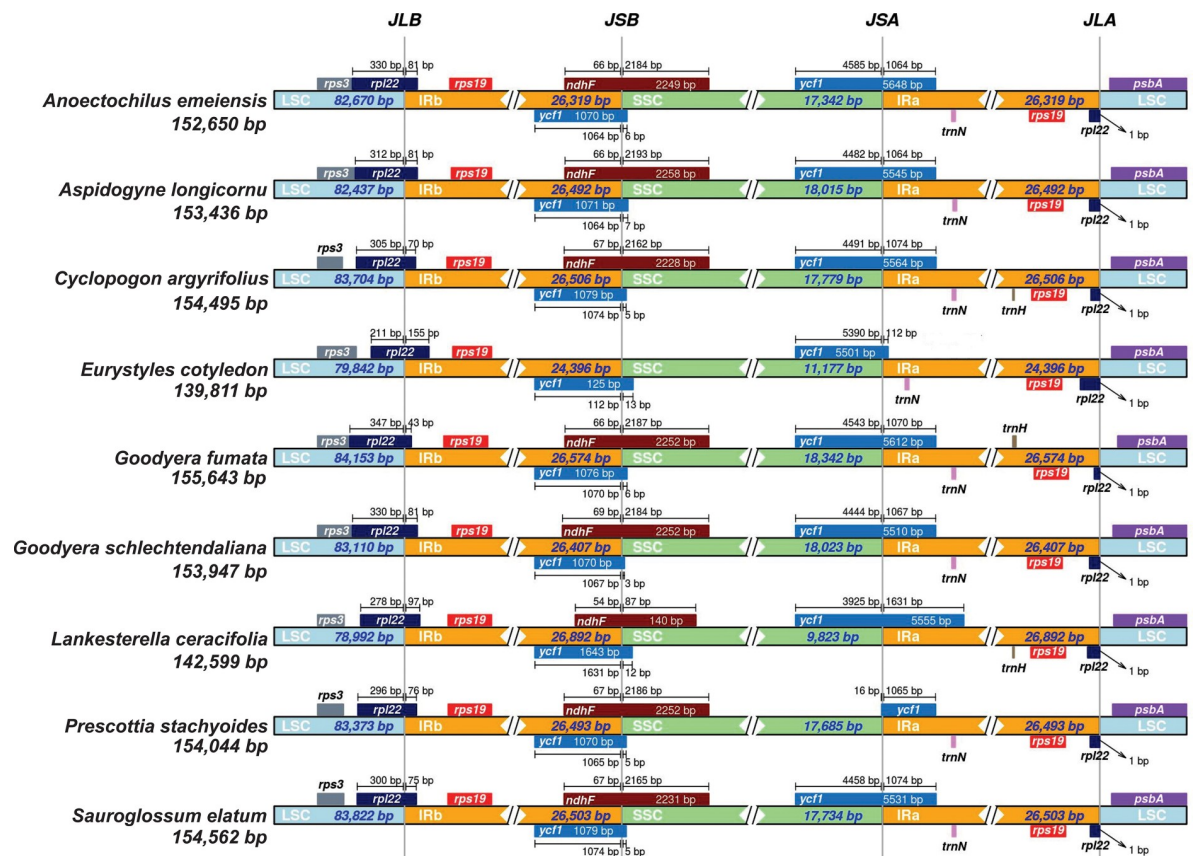 JLB JSB JSA JLA
330 bp 81 bp 66 bp 2184 bp 4585 bp 1064 bp
rps3 rpl22 rps19 ndhF 2249 bp ycf1 5648 bp psbA
Anoectochilus emeiensis LSC 82,670 bp IRb 26,319 bp SSC 17,342 bp IRa 26,319 bp LSC
152,650 bp ycf1 1070 bp trnN rps19 rpl22 1 bp
1064 bp 6 bp
312 bp 81 bp 66 bp 2193 bp 4482 bp 1064 bp
rps3 rpl22 rps19 ndhF 2258 bp ycf1 5545 bp psbA
Aspidogyne longicornu LSC 82,437 bp IRb 26,492 bp SSC 18,015 bp IRa 26,492 bp LSC
153,436 bp ycf1 1071 bp trnN rps19 rpl22 1 bp
1064 bp 7 bp
305 bp 70 bp 67 bp 2162 bp 4491 bp 1074 bp
rps3 rpl22 rps19 ndhF 2228 bp ycf1 5564 bp psbA
Cyclopogon argyrifolius LSC 83,704 bp IRb 26,506 bp SSC 17,779 bp IRa 26,506 bp LSC
154,495 bp ycf1 1079 bp trnN trnH rps19 rpl22 1 bp
1074 bp 5 bp
211 bp 155 bp 5390 bp 112 bp
rps3 rpl22 rps19 ycf1 5501 bp psbA
Eurystyles cotyledon LSC 79,842 bp IRb 24,396 bp SSC 11,177 bp IRa 24,396 bp LSC
139,811 bp ycf1 125 bp trnN rps19 rpl22 1 bp
112 bp 13 bp
347 bp 43 bp 66 bp 2187 bp 4543 bp 1070 bp trnH
rps3 rpl22 rps19 ndhF 2252 bp ycf1 5612 bp psbA
Goodyera fumata LSC 84,153 bp IRb 26,574 bp SSC 18,342 bp IRa 26,574 bp LSC
155,643 bp ycf1 1076 bp trnN rps19 rpl22 1 bp
1070 bp 6 bp
330 bp 81 bp 69 bp 2184 bp 4444 bp 1067 bp
rps3 rpl22 rps19 ndhF 2252 bp ycf1 5510 bp psbA
Goodyera schlechtendaliana LSC 83,110 bp IRb 26,407 bp SSC 18,023 bp IRa 26,407 bp LSC
153,947 bp ycf1 1070 bp trnN rps19 rpl22 1 bp
1067 bp 3 bp
278 bp 97 bp 54 bp 87 bp 3925 bp 1631 bp
rps3 rpl22 rps19 ndhF 140 bp ycf1 5555 bp psbA
Lankesterella ceracifolia LSC 78,992 bp IRb 26,892 bp SSC 9,823 bp IRa 26,892 bp LSC
142,599 bp ycf1 1643 bp trnH rps19 rpl22 1 bp
1631 bp 12 bp
296 bp 76 bp 67 bp 2186 bp 16 bp 1065 bp
rps3 rpl22 rps19 ndhF 2252 bp ycf1 psbA
Prescottia stachyoides LSC 83,373 bp IRb 26,493 bp SSC 17,685 bp IRa 26,493 bp LSC
154,044 bp ycf1 1070 bp trnN rps19 rpl22 1 bp
1065 bp 5 bp
300 bp 75 bp 67 bp 2165 bp 4458 bp 1074 bp
rps3 rpl22 rps19 ndhF 2231 bp ycf1 5531 bp psbA
Sauroglossum elatum LSC 83,822 bp IRb 26,503 bp SSC 17,734 bp IRa 26,503 bp LSC
154,562 bp ycf1 1079 bp trnN rps19 rpl22 1 bp
1074 bp 5 bp